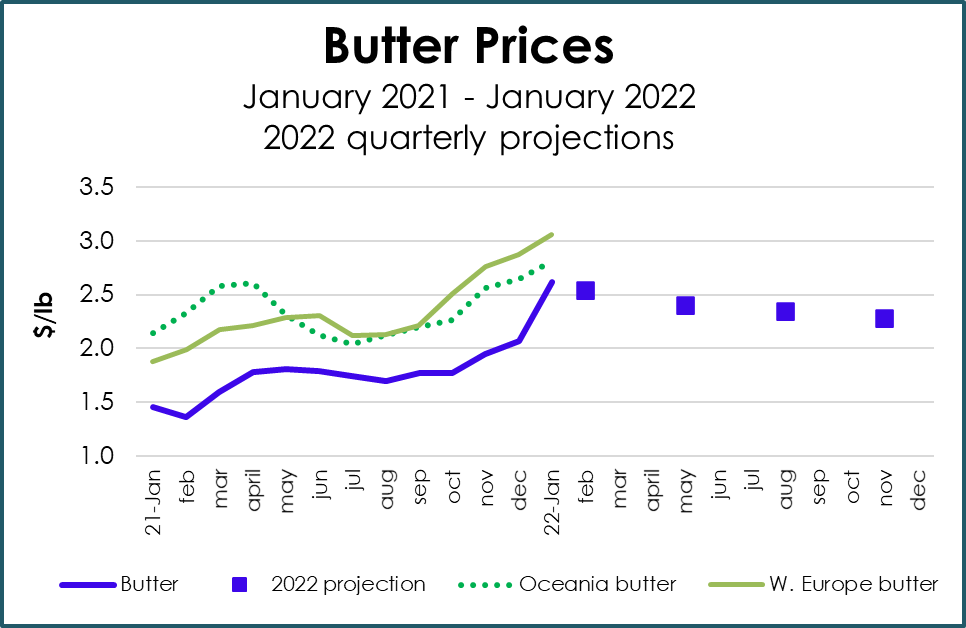 Butter Prices
January 2021 - January 2022
2022 quarterly projections
3.5
3.0
2.5
2.0
1.5
1.0
$/lb
21-Jan
feb
mar
april
may
jun
jul
aug
sep
oct
nov
dec
22-Jan
feb
mar
april
may
jun
jul
aug
sep
oct
nov
dec
Butter
2022 projection
Oceania butter
W. Europe butter